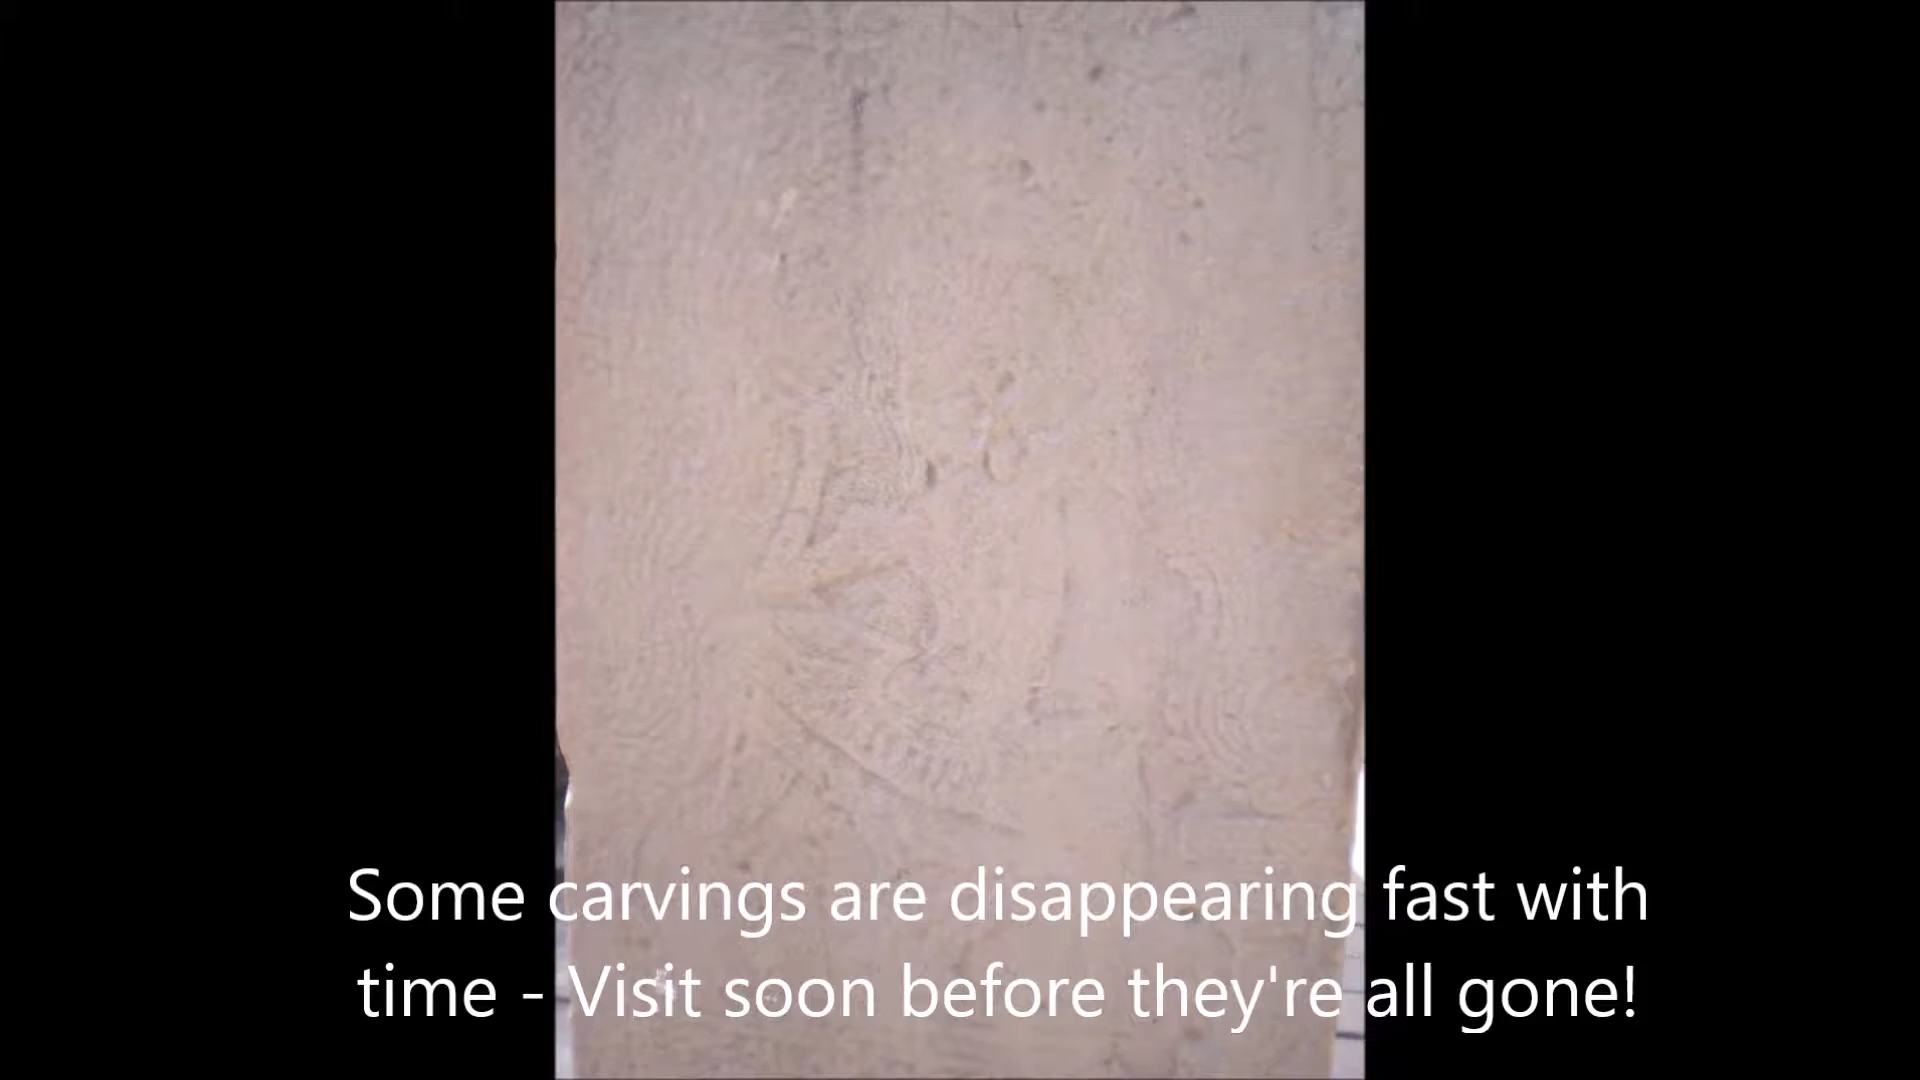 Some carvings are disappearing fast with
time - Visit soon before they're all gone!